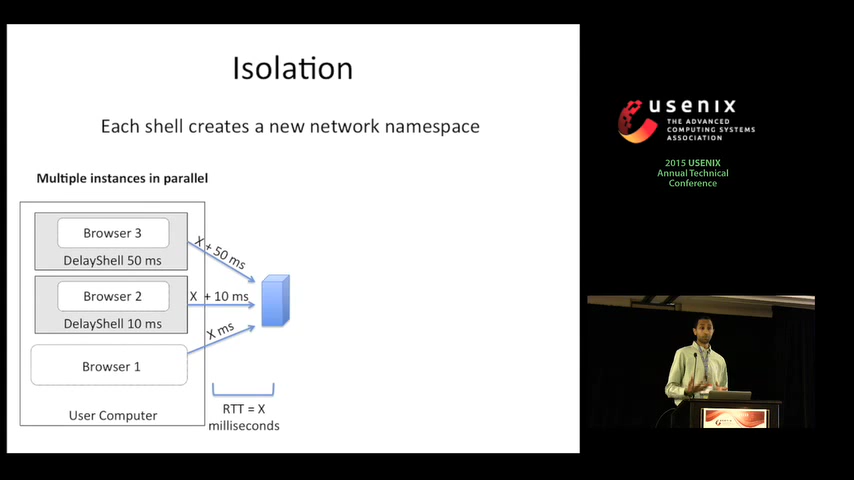 Isolation
Each shell creates a new network namespace
Multiple instances in parallel
Browser 3
DelayShell 50 ms
X + 50 ms
Browser 2
DelayShell 10 ms
X + 10 ms
Browser 1
X ms
User Computer
RTT = X
milliseconds
usenix
THE ADVANCED
COMPUTING SYSTEMS
ASSOCIATION
2015 USENIX
Annual Technical
Conference